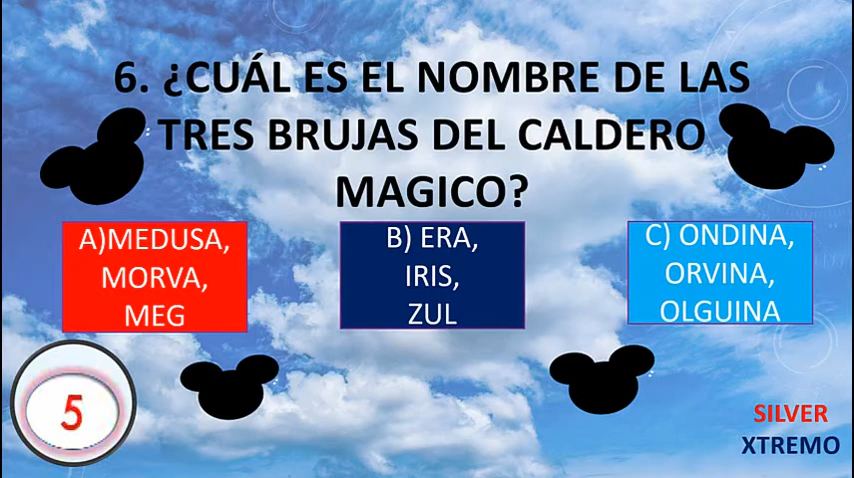 6. ¿CUÁL ES EL NOMBRE DE LAS
TRES BRUJAS DEL CALDERO
MAGICO?
A)MEDUSA,
MORVA,
MEG
B) ERA,
IRIS,
ZUL
C) ONDINA,
ORVINA,
OLGUINA
5
SILVER
XTREMO